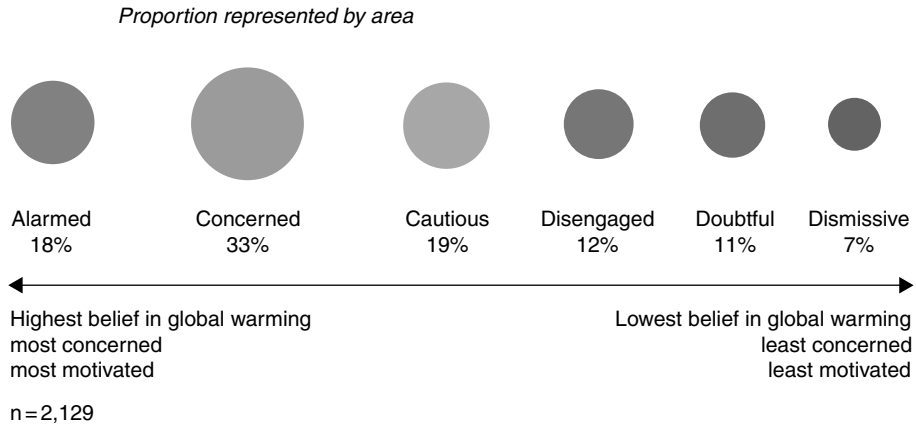 Proportion represented by area
Alarmed
18%
Concerned
33%
Cautious
19%
Disengaged
12%
Doubtful
11%
Dismissive
7%
Highest belief in global warming
most concerned
most motivated
Lowest belief in global warming
least concerned
least motivated
n=2,129